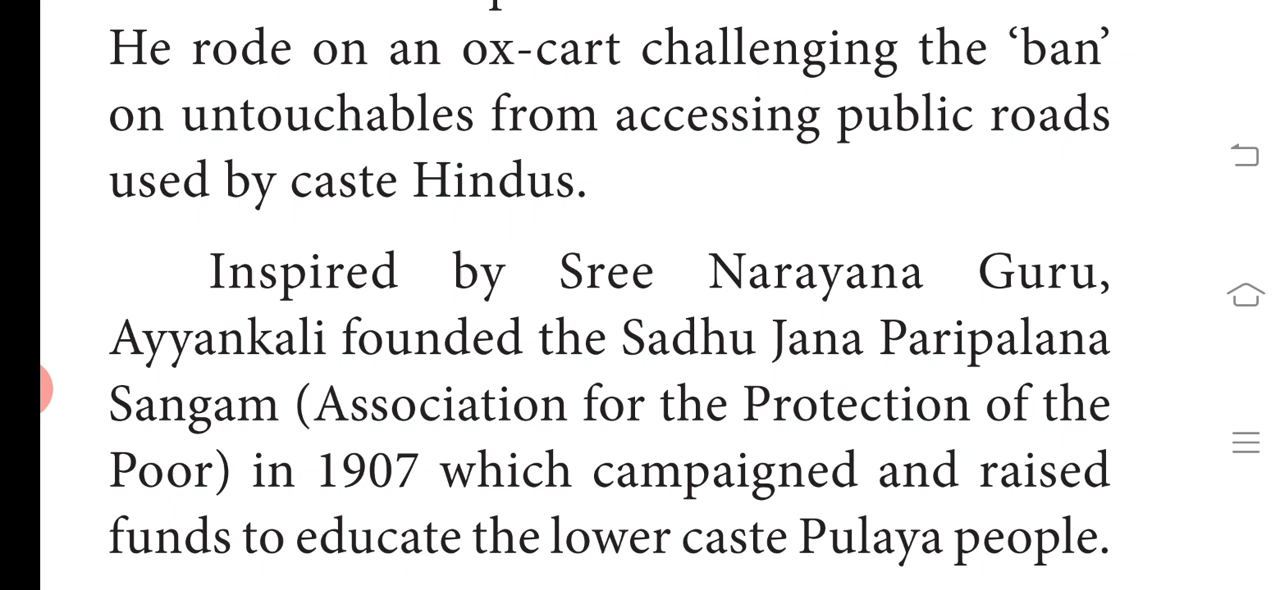 He rode on an ox-cart challenging the ‘ban’
on untouchables from accessing public roads
used by caste Hindus.
Inspired by Sree Narayana Guru,
Ayyankali founded the Sadhu Jana Paripalana
Sangam (Association for the Protection of the
Poor) in 1907 which campaigned and raised
funds to educate the lower caste Pulaya people.